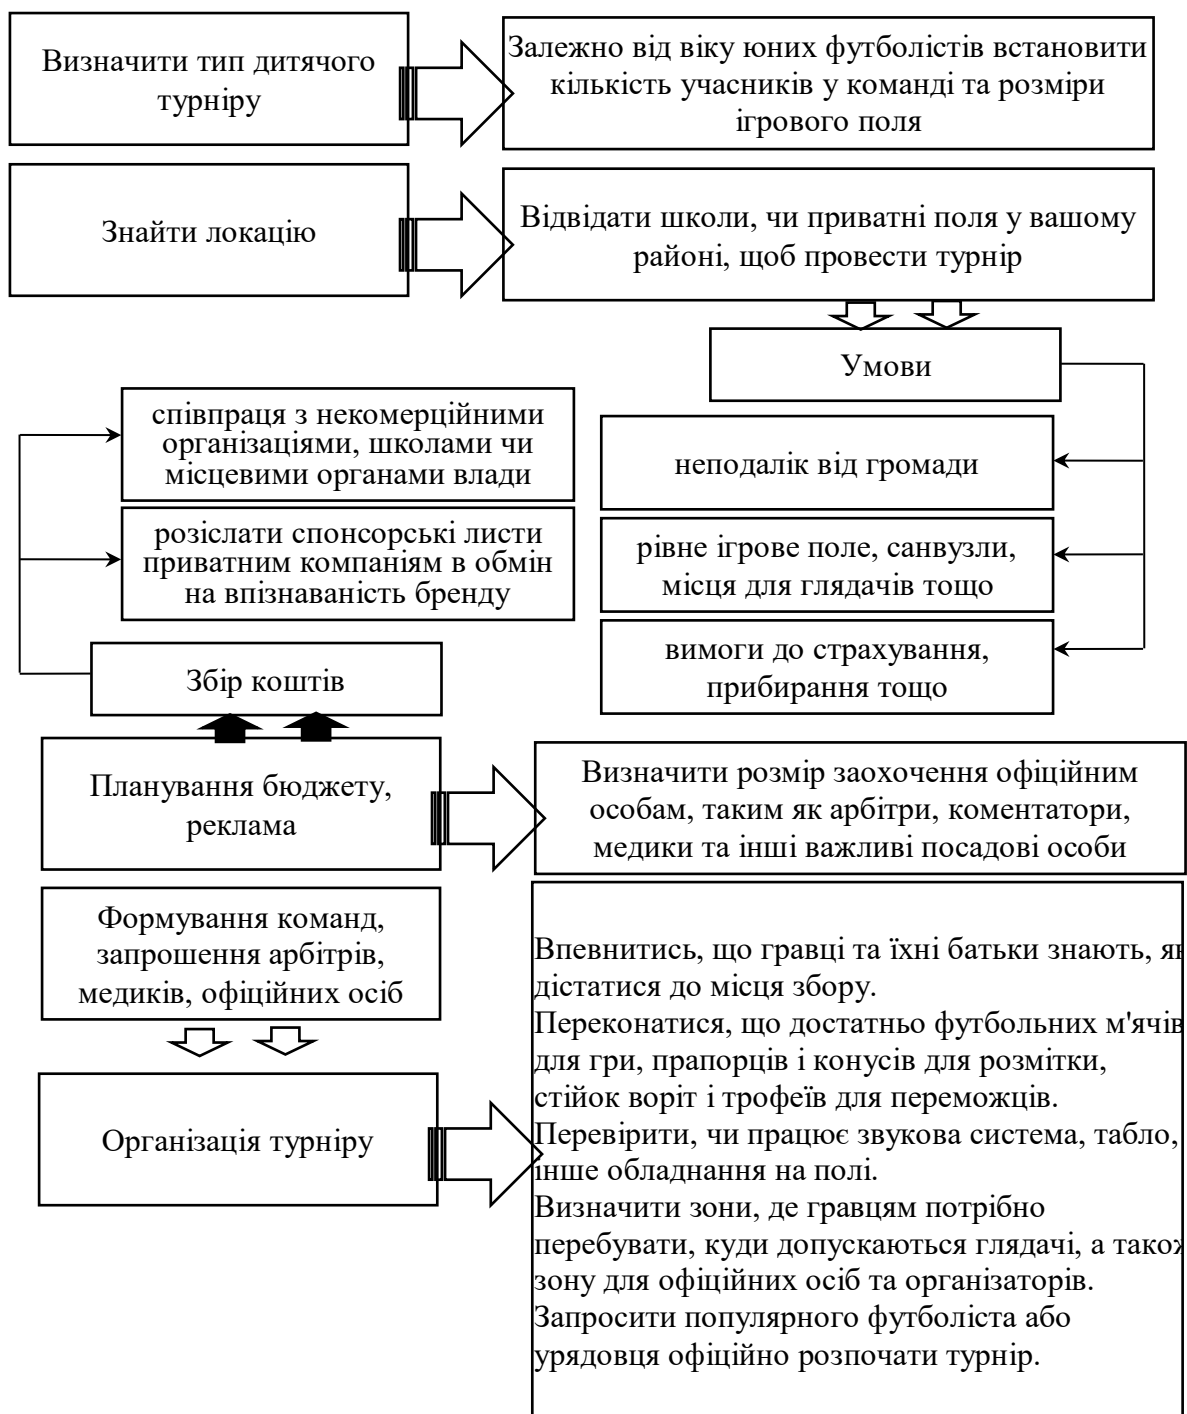 Визначити тип дитячого
турніру
Залежно від віку юних футболістів встановити
кількість учасників у команді та розміри
ігрового поля
Знайти локацію
Відвідати школи, чи приватні поля у вашому
районі, щоб провести турнір
Умови
співпраця з некомерційними
організаціями, школами чи
місцевими органами влади
неподалік від громади
розіслати спонсорські листи
приватним компаніям в обмін
на впізнаваність бренду
рівне ігрове поле, санвузли,
місця для глядачів тощо
вимоги до страхування,
прибирання тощо
Збір коштів
Планування бюджету,
реклама
Визначити розмір заохочення офіційним
особам, таким як арбітри, коментатори,
медики та інші важливі посадові особи
Формування команд,
запрошення арбітрів,
медиків, офіційних осіб
Організація турніру
Впевнитись, що гравці та їхні батьки знають, як
дістатися до місця збору.
Переконатися, що достатньо футбольних м'ячів
для гри, прапорців і конусів для розмітки,
стійок воріт і трофеїв для переможців.
Перевірити, чи працює звукова система, табло,
інше обладнання на полі.
Визначити зони, де гравцям потрібно
перебувати, куди допускаються глядачі, а також
зону для офіційних осіб та організаторів.
Запросити популярного футболіста або
урядовця офіційно розпочати турнір.